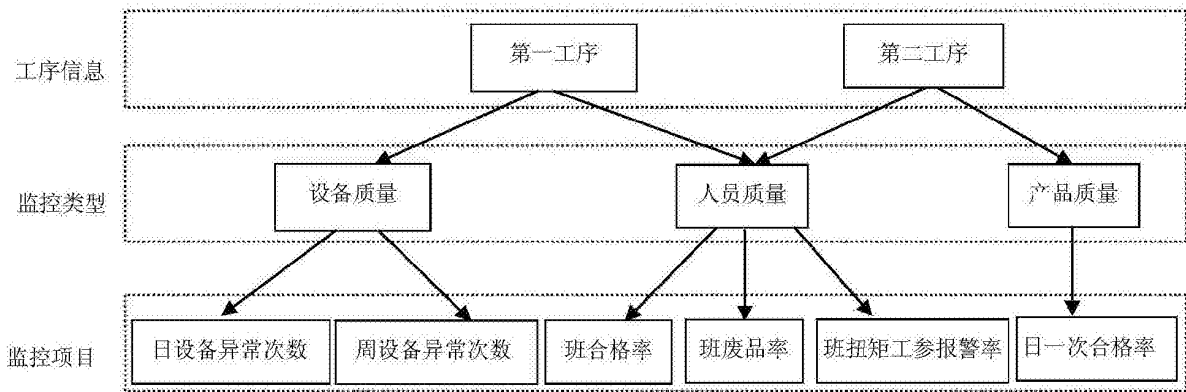 工序信息
第一工序
第二工序
监控类型
设备质量
人员质量
产品质量
监控项目
日设备异常次数
周设备异常次数
班合格率
班废品率
班扭矩工参报警率
日一次合格率